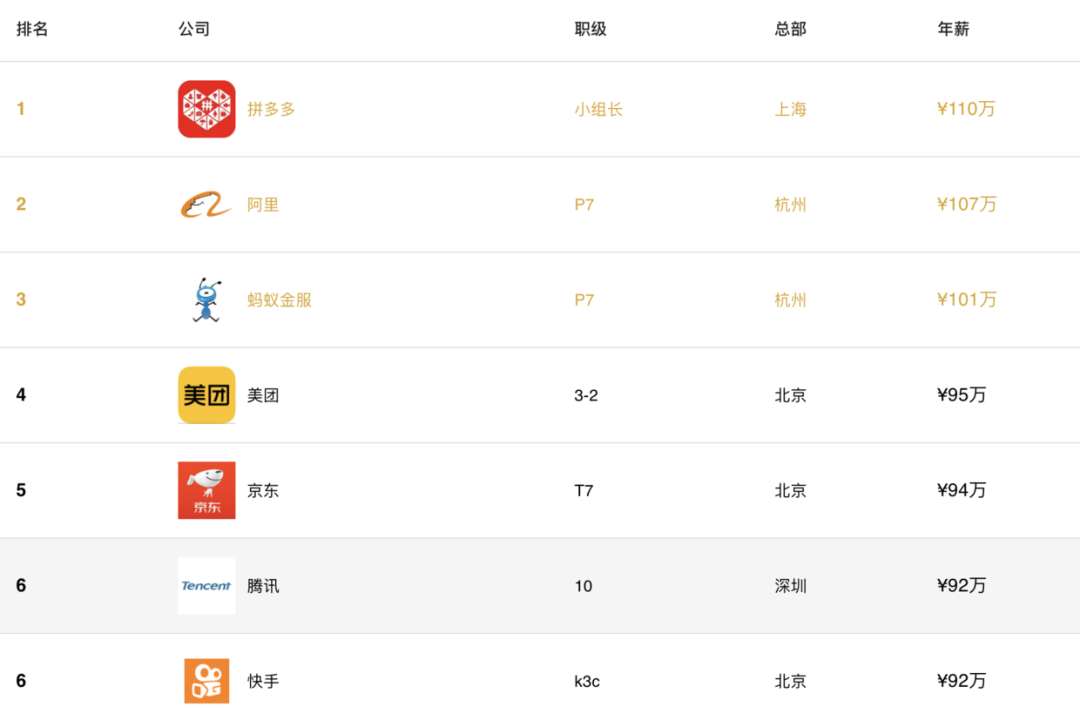 排名 公司 职级 总部 年薪
1 拼 拼多多 小组长 上海 ¥110万
2 阿里 P7 杭州 ¥107万
3 蚂蚁金服 P7 杭州 ¥101万
4 美团 美团 3-2 北京 ¥95万
5 京东 京东 T7 北京 ¥94万
6 Tencent 腾讯 10 深圳 ¥92万
6 快手 k3c 北京 ¥92万